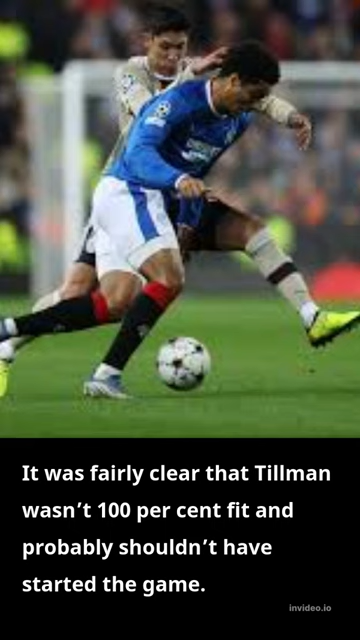 It was fairly clear that Tillman
wasn’t 100 per cent fit and
probably shouldn’t have
started the game.
invideo.io